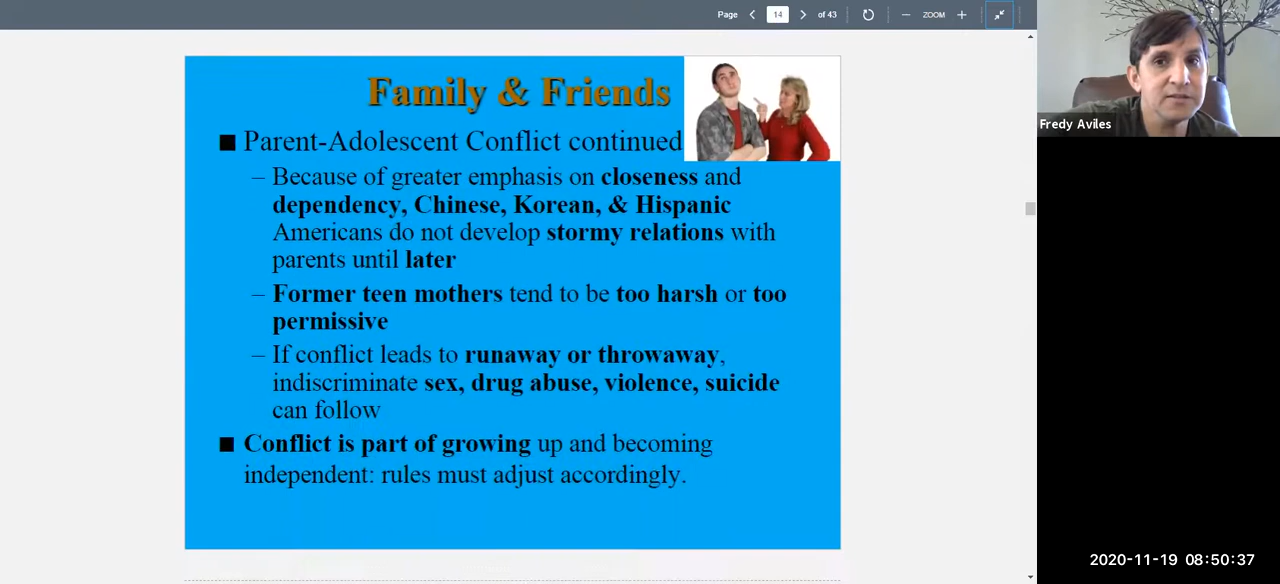 Page 14 of 43 ZOOM
Family & Friends
Parent-Adolescent Conflict continued
– Because of greater emphasis on closeness and
dependency, Chinese, Korean, & Hispanic
Americans do not develop stormy relations with
parents until later
– Former teen mothers tend to be too harsh or too
permissive
– If conflict leads to runaway or throwaway,
indiscriminate sex, drug abuse, violence, suicide
can follow
Conflict is part of growing up and becoming
independent: rules must adjust accordingly.
Fredy Aviles
2020-11-19 08:50:37